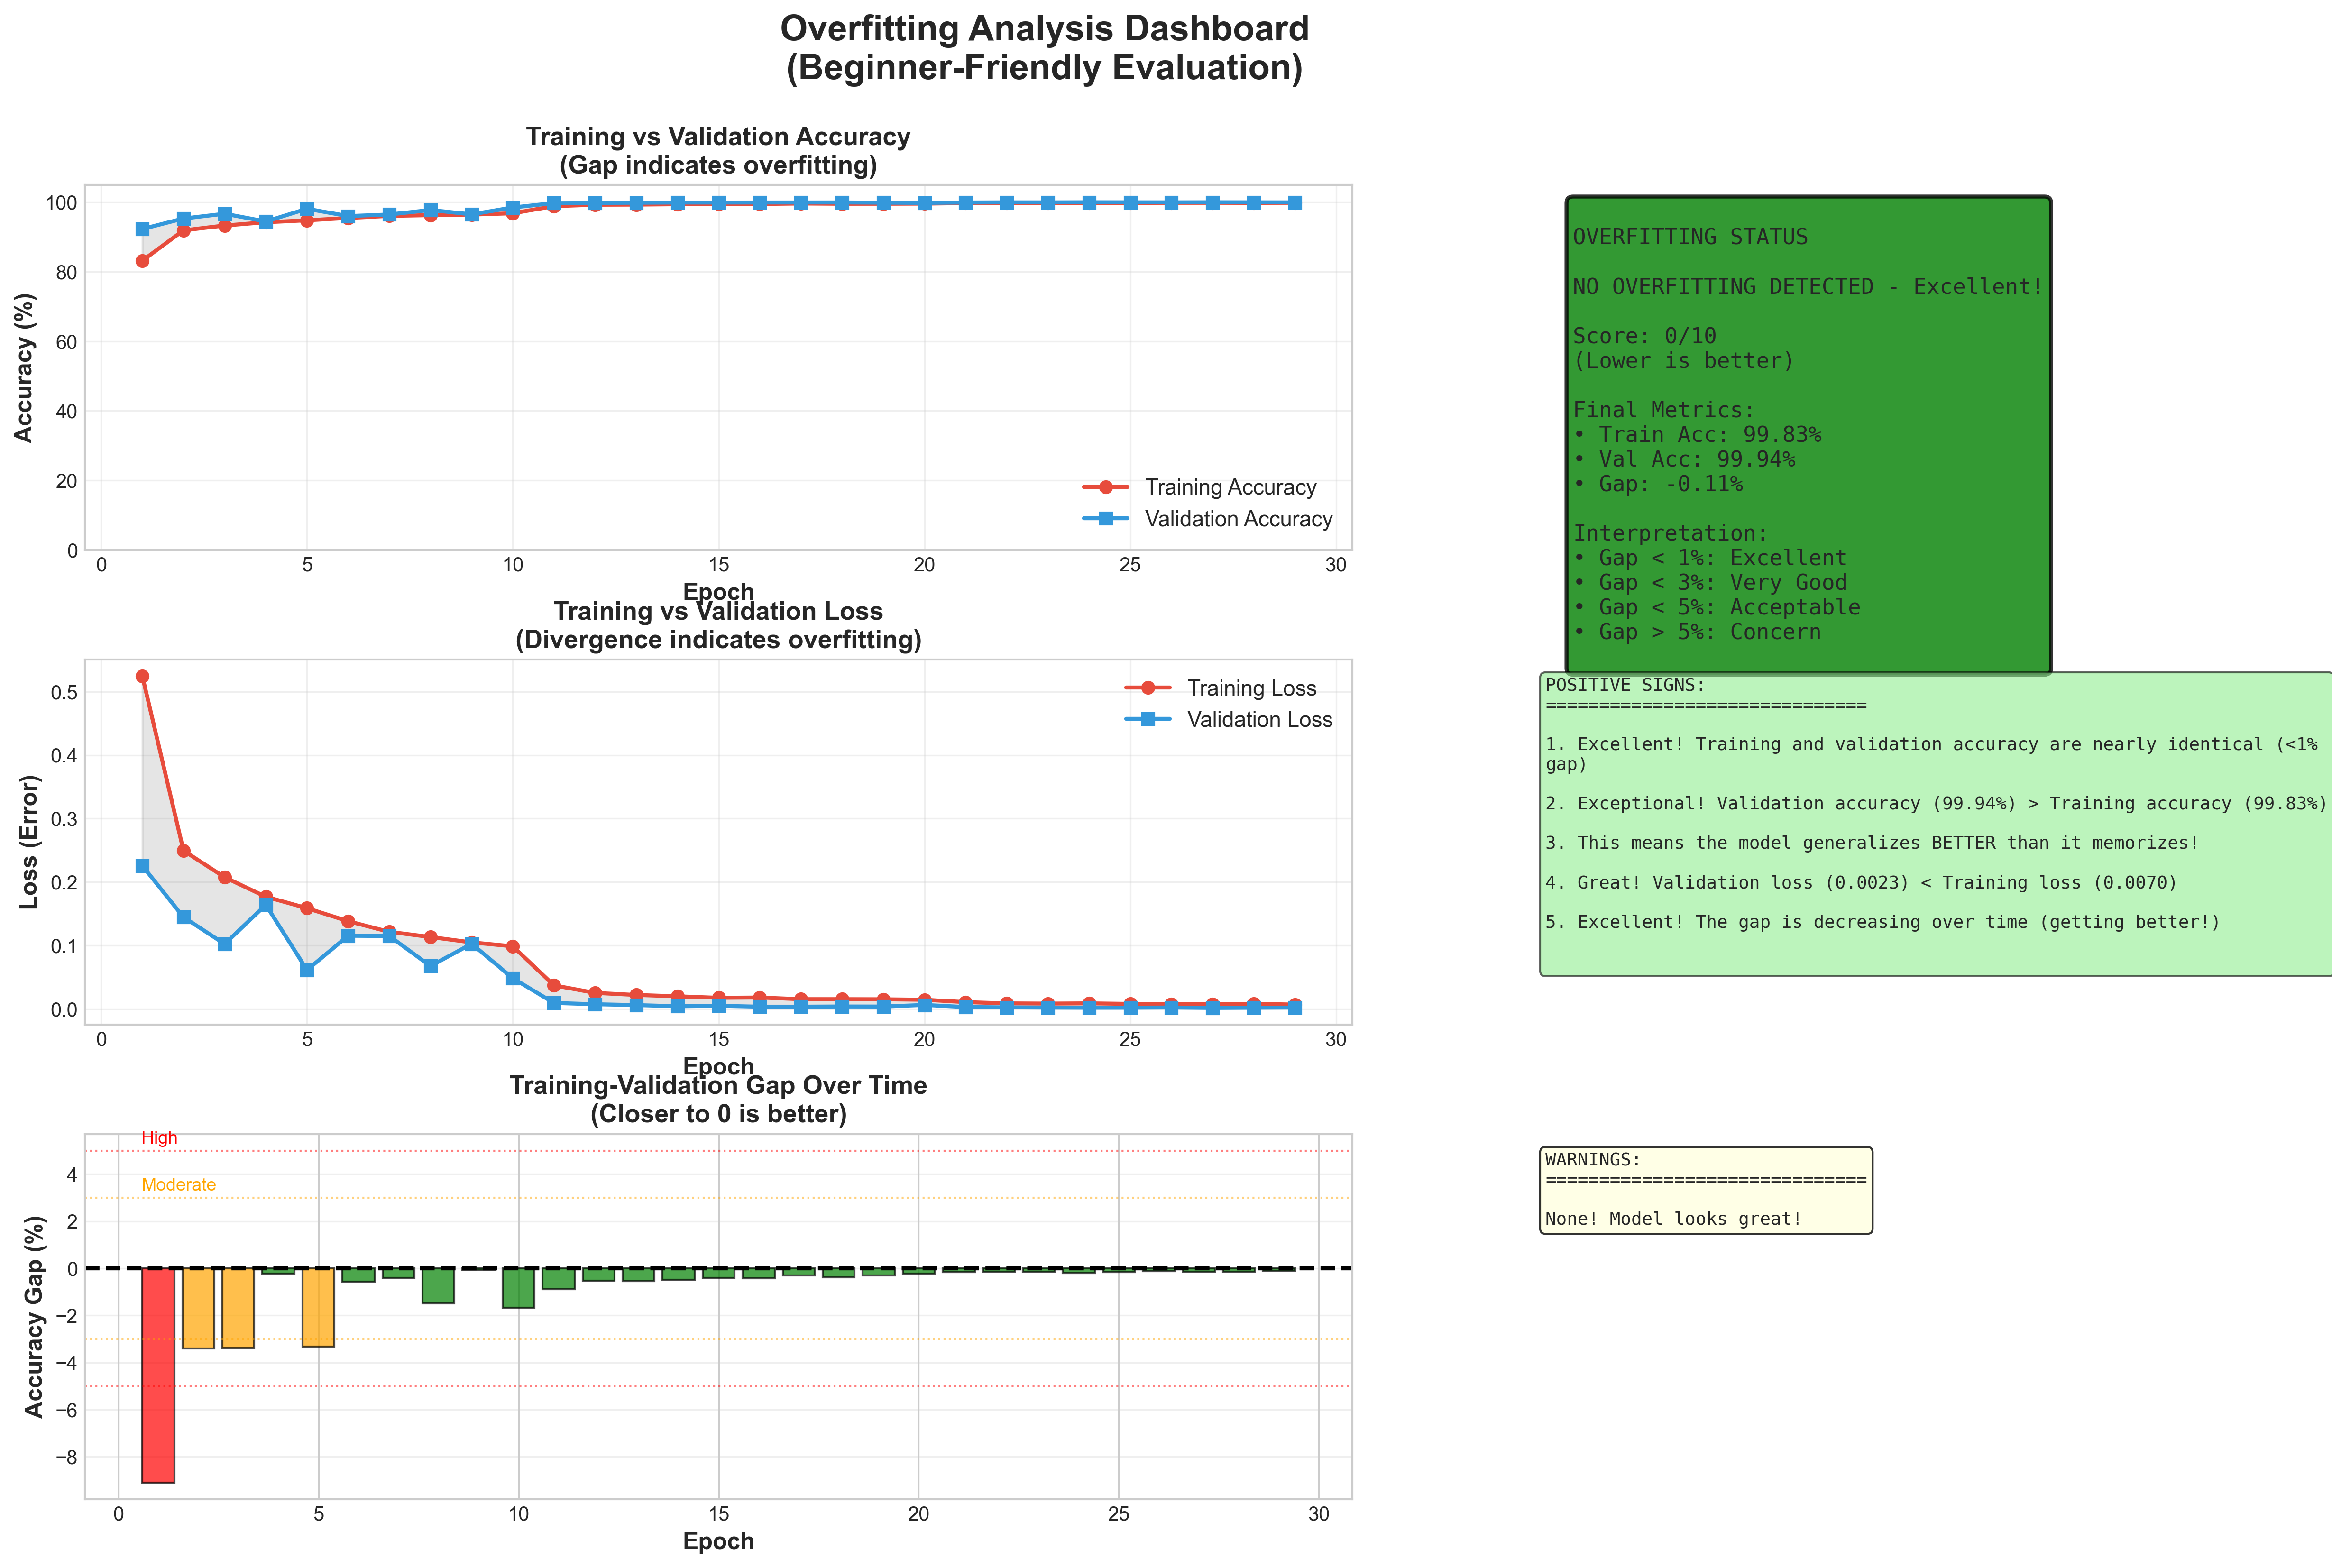 Overfitting Analysis Dashboard
(Beginner-Friendly Evaluation)
Training vs Validation Accuracy
(Gap indicates overfitting)
Accuracy (%)
100
80
60
40
20
0
Training Accuracy
Validation Accuracy
0 5 10 15 20 25 30
Epoch
Training vs Validation Loss
(Divergence indicates overfitting)
Loss (Error)
0.5
0.4
0.3
0.2
0.1
0.0
Training Loss
Validation Loss
0 5 10 15 20 25 30
Epoch
Training-Validation Gap Over Time
(Closer to 0 is better)
Accuracy Gap (%)
High
Moderate
4
2
0
−2
−4
−6
−8
0 5 10 15 20 25 30
Epoch
OVERFITTING STATUS
NO OVERFITTING DETECTED - Excellent!
Score: 0/10
(Lower is better)
Final Metrics:
• Train Acc: 99.83%
• Val Acc: 99.94%
• Gap: -0.11%
Interpretation:
• Gap < 1%: Excellent
• Gap < 3%: Very Good
• Gap < 5%: Acceptable
• Gap > 5%: Concern
POSITIVE SIGNS:
==============================
1. Excellent! Training and validation accuracy are nearly identical (<1%
gap)
2. Exceptional! Validation accuracy (99.94%) > Training accuracy (99.83%)
3. This means the model generalizes BETTER than it memorizes!
4. Great! Validation loss (0.0023) < Training loss (0.0070)
5. Excellent! The gap is decreasing over time (getting better!)
WARNINGS:
==============================
None! Model looks great!